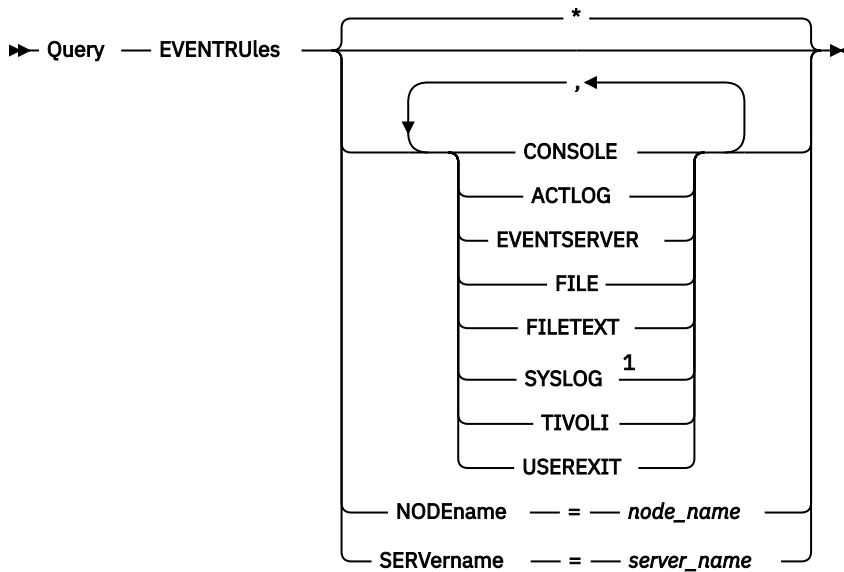 *
Query EVENTRUles
,
CONSOLE
ACTLOG
EVENTSERVER
FILE
FILETEXT
SYSLOG 1
TIVOLI
USEREXIT
NODEname = node_name
SERVername = server_name